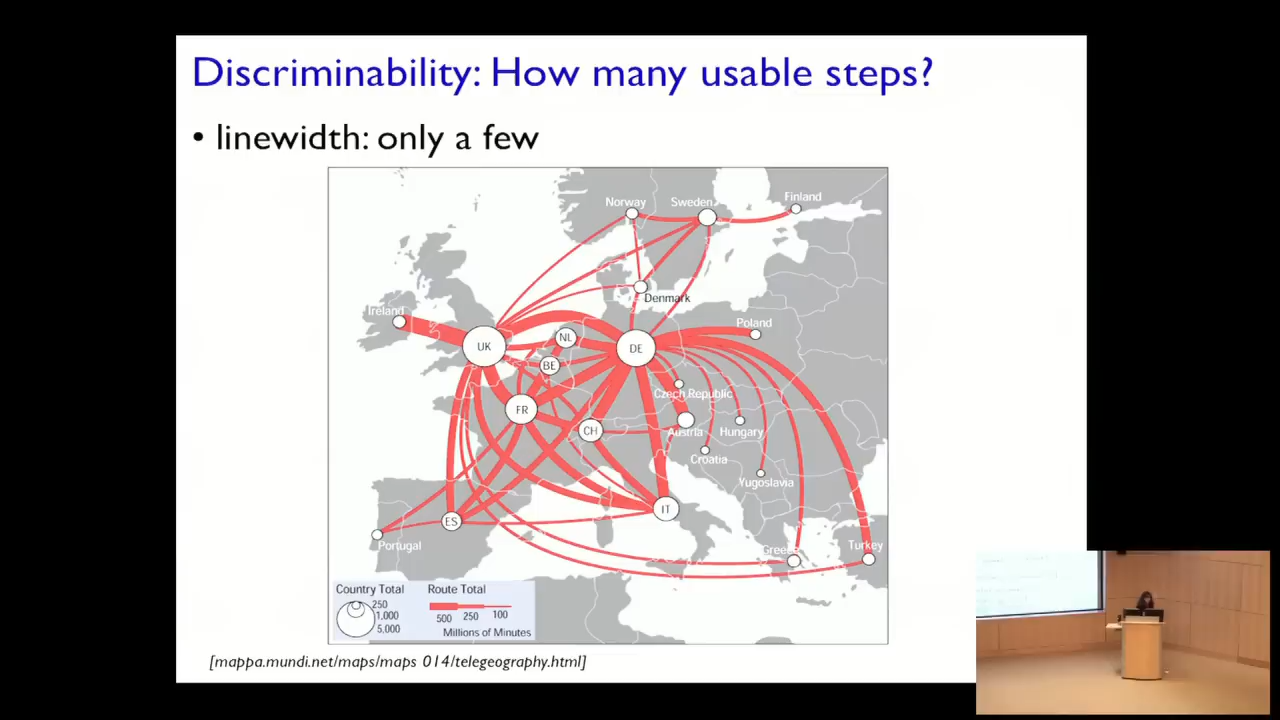 Discriminability: How many usable steps?
• linewidth: only a few
Norway
Sweden
Finland
Denmark
Ireland
UK
NL
DE
Poland
BE
Czech Republic
FR
CH
Austria
Hungary
Croatia
Yugoslavia
IT
ES
Portugal
Greece
Turkey
Country Total
250
1,000
5,000
Route Total
500 250 100
Millions of Minutes
[mappa.mundi.net/maps/maps 014/telegeography.html]